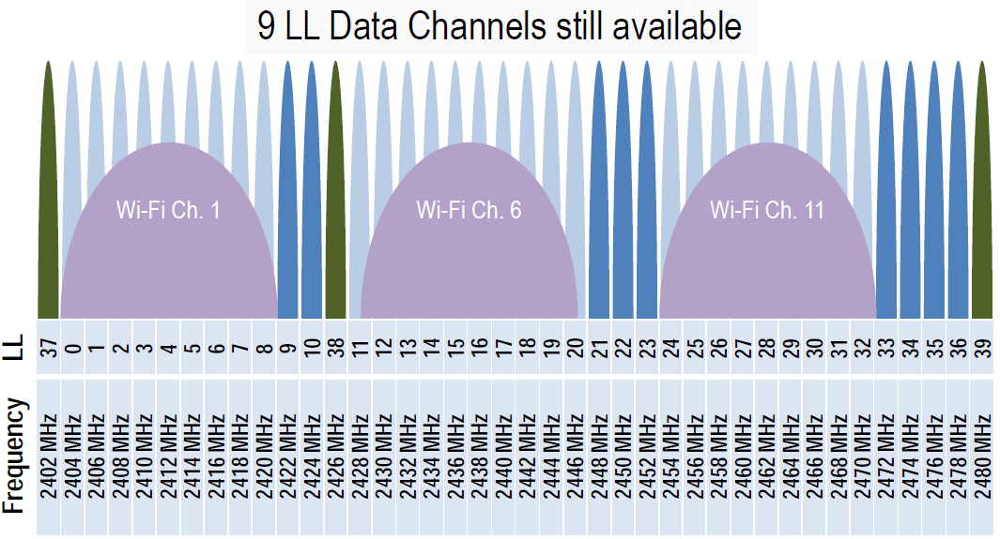 9 LL Data Channels still available
Wi-Fi Ch. 1 Wi-Fi Ch. 6 Wi-Fi Ch. 11
LL 37 0 1 2 3 4 5 6 7 8 9 10 38 11 12 13 14 15 16 17 18 19 20 21 22 23 24 25 26 27 28 29 30 31 32 33 34 35 36 39
Frequency 2402 MHz 2404 MHz 2406 MHz 2408 MHz 2410 MHz 2412 MHz 2414 MHz 2416 MHz 2418 MHz 2420 MHz 2422 MHz 2424 MHz 2426 MHz 2428 MHz 2430 MHz 2432 MHz 2434 MHz 2436 MHz 2438 MHz 2440 MHz 2442 MHz 2444 MHz 2446 MHz 2448 MHz 2450 MHz 2452 MHz 2454 MHz 2456 MHz 2458 MHz 2460 MHz 2462 MHz 2464 MHz 2466 MHz 2468 MHz 2470 MHz 2472 MHz 2474 MHz 2476 MHz 2478 MHz 2480 MHz